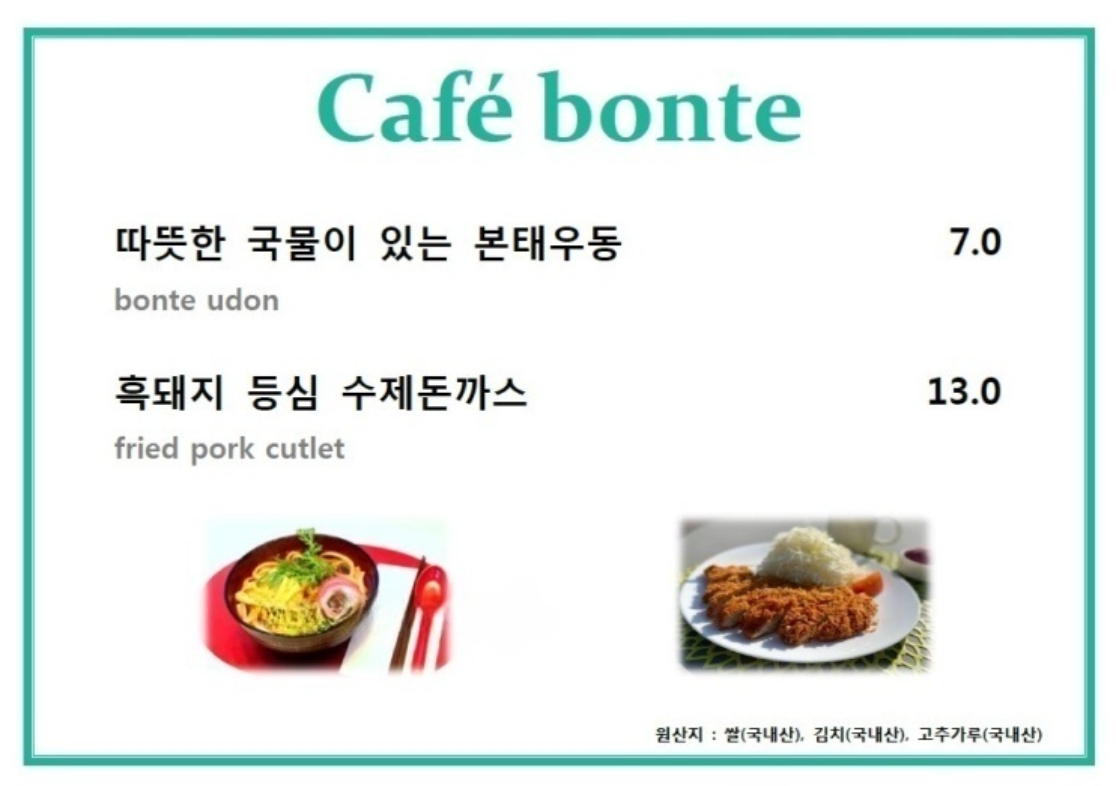 Café bonte
따뜻한 국물이 있는 본태우동 7.0
bonte udon
흑돼지 등심 수제돈까스 13.0
fried pork cutlet
원산지 : 쌀(국내산), 김치(국내산), 고추가루(국내산)